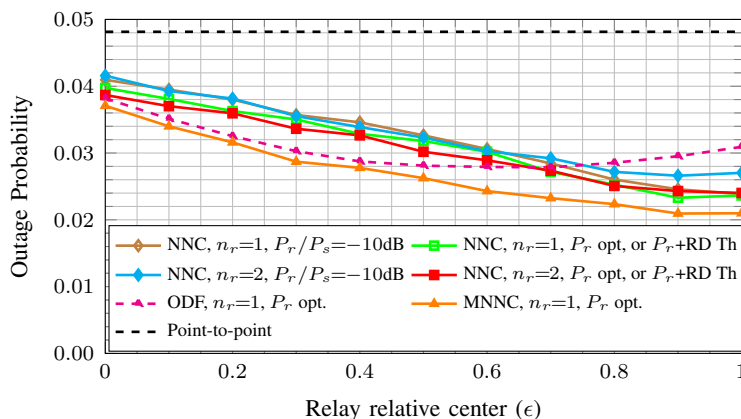 0.05
0.04
0.03
0.02
0.01
0.00
Outage Probability
NNC, n_r=1, P_r/P_s=−10dB
NNC, n_r=1, P_r opt, or P_r+RD Th
NNC, n_r=2, P_r/P_s=−10dB
NNC, n_r=2, P_r opt, or P_r+RD Th
ODF, n_r=1, P_r opt.
MNNC, n_r=1, P_r opt.
Point-to-point
0 0.2 0.4 0.6 0.8 1
Relay relative center (ϵ)